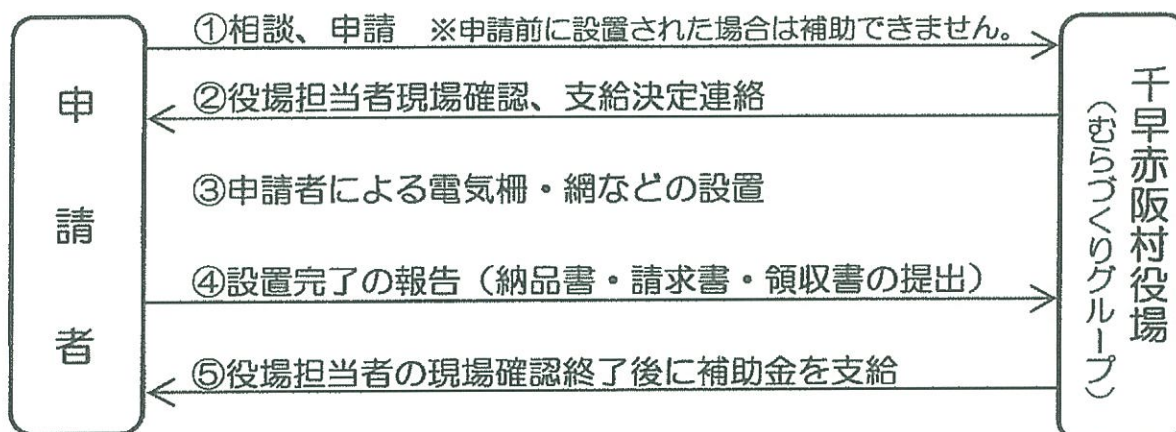 申請者
①相談、申請 ※申請前に設置された場合は補助できません。
②役場担当者現場確認、支給決定連絡
③申請者による電気柵・網などの設置
④設置完了の報告（納品書・請求書・領収書の提出）
⑤役場担当者の現場確認終了後に補助金を支給
千早赤阪村役場
（むらづくりグループ）